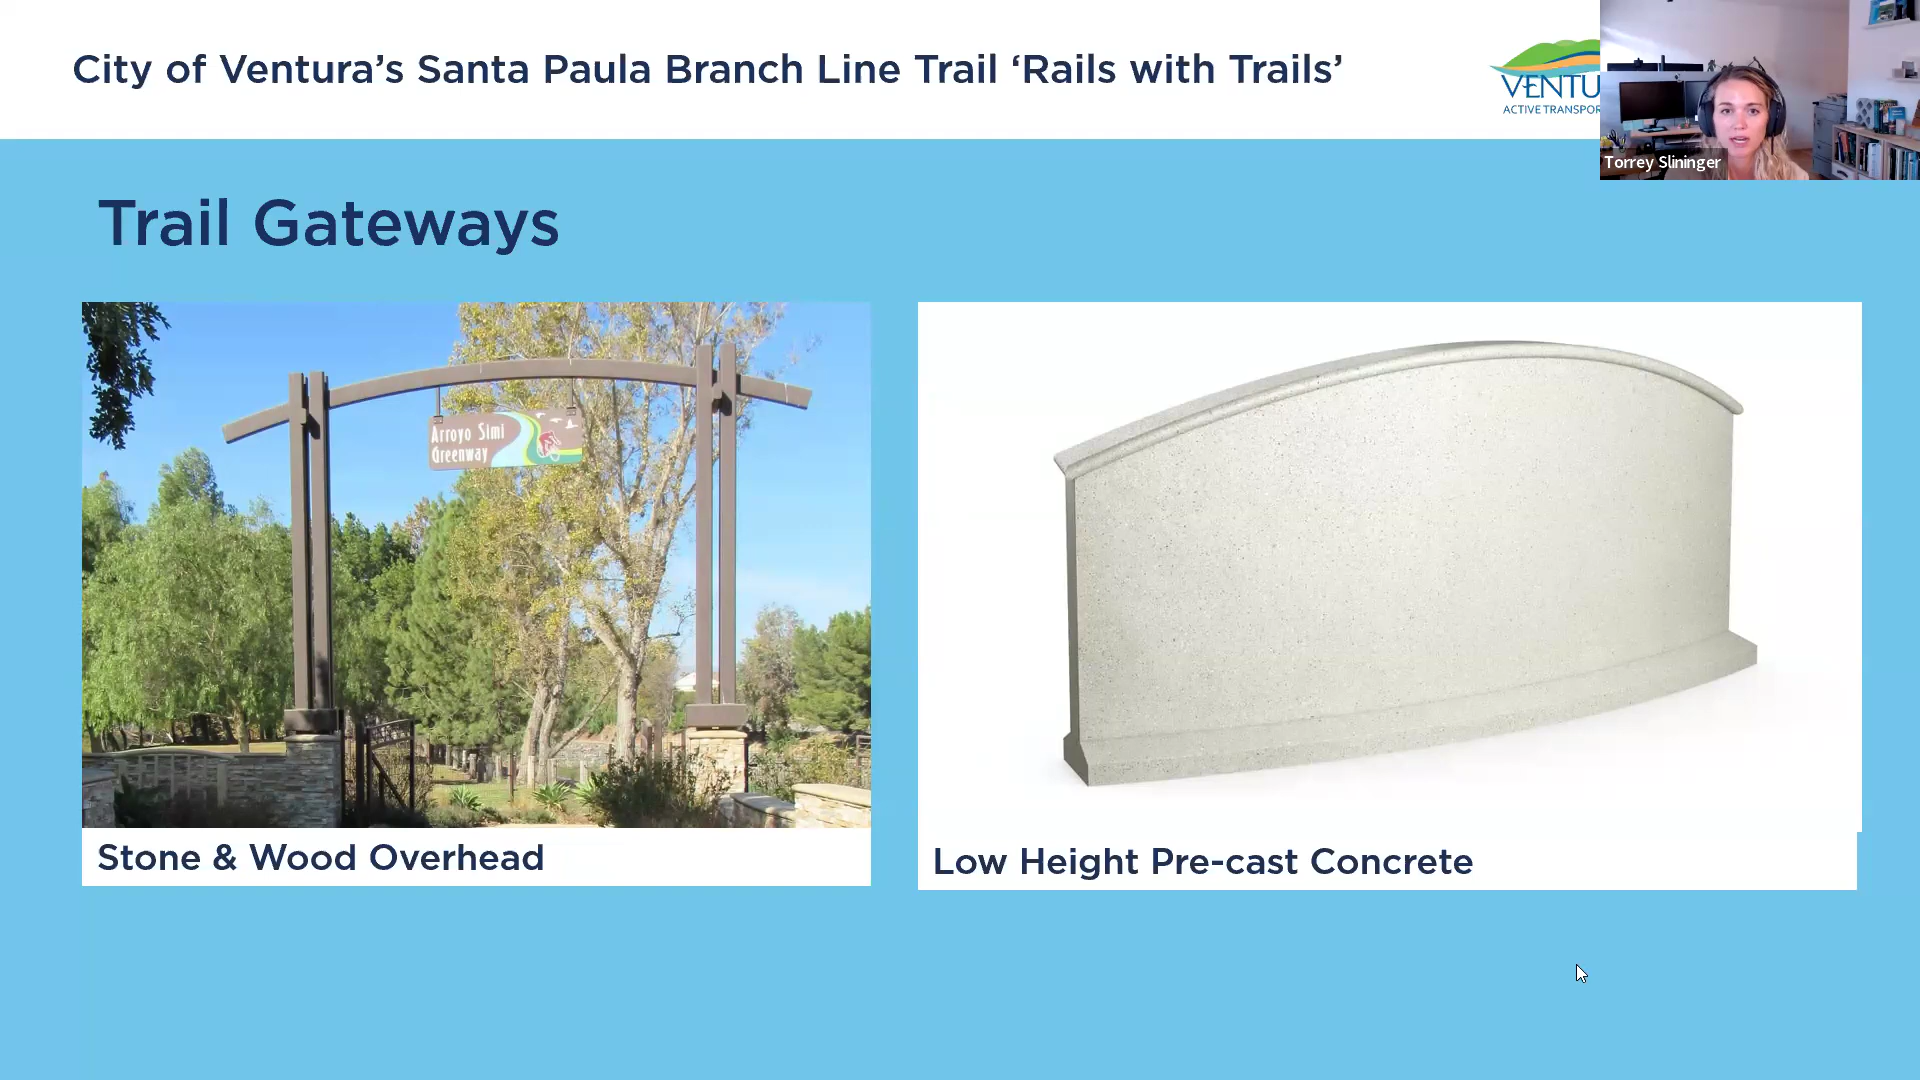 City of Ventura’s Santa Paula Branch Line Trail ‘Rails with Trails’
VENTU
ACTIVE TRANSPOR
Torrey Slininger
Trail Gateways
Arroyo Simi
Greenway
Stone & Wood Overhead
Low Height Pre-cast Concrete